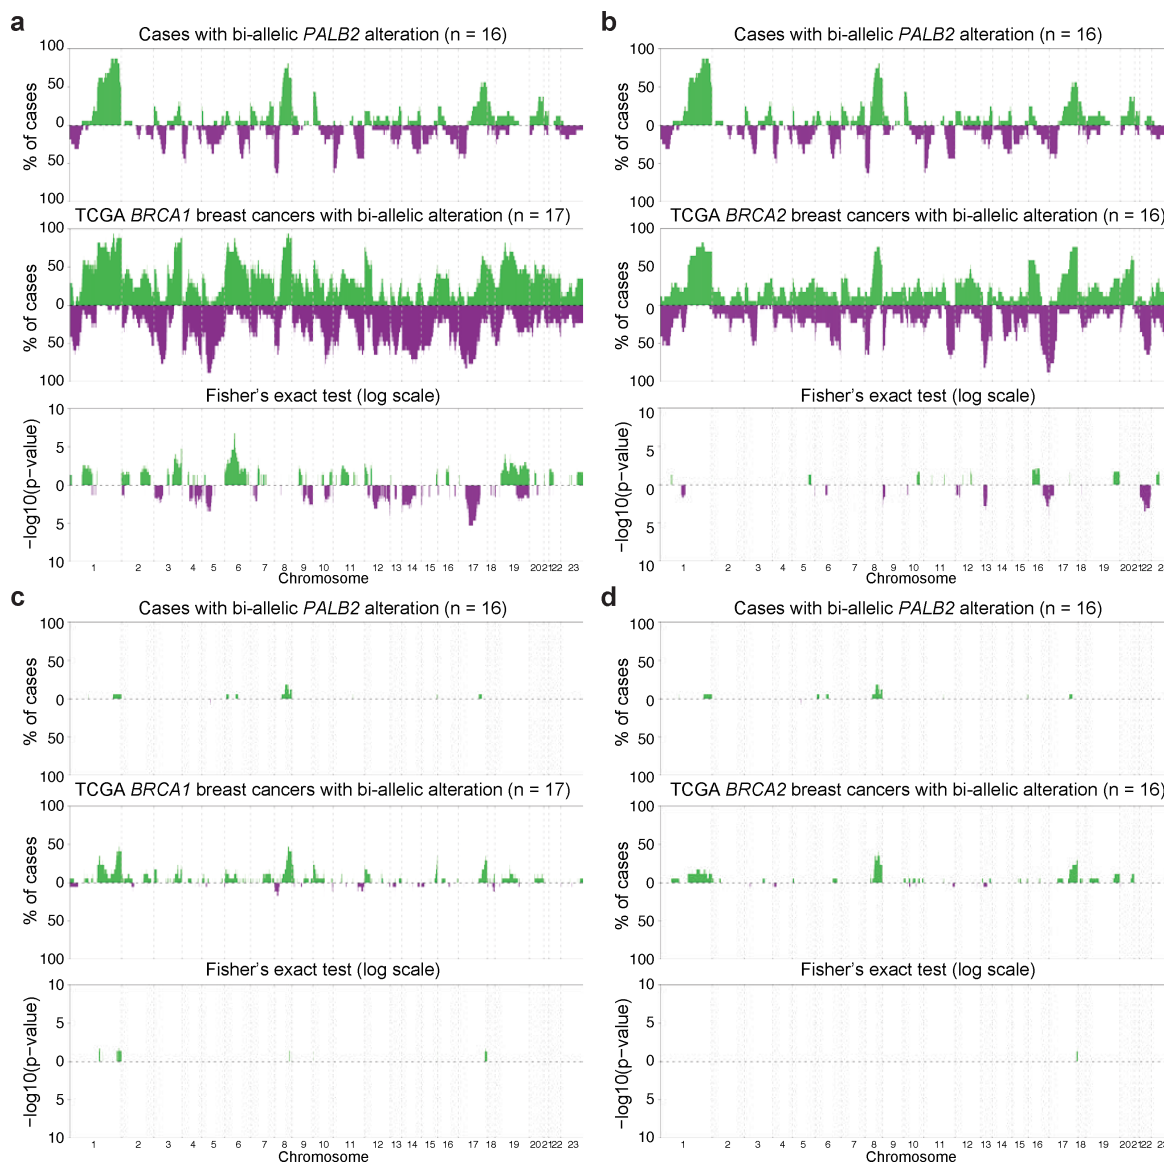 a
Cases with bi-allelic PALB2 alteration (n = 16)
% of cases
100
50
0
50
100
TCGA BRCA1 breast cancers with bi-allelic alteration (n = 17)
% of cases
100
50
0
50
100
Fisher's exact test (log scale)
−log10(p−value)
10
5
0
5
10
1 2 3 4 5 6 7 8 9 10 11 12 13 14 15 16 17 18 19 20 21 22 23
Chromosome
b
Cases with bi-allelic PALB2 alteration (n = 16)
% of cases
100
50
0
50
100
TCGA BRCA2 breast cancers with bi-allelic alteration (n = 16)
% of cases
100
50
0
50
100
Fisher's exact test (log scale)
−log10(p−value)
10
5
0
5
10
1 2 3 4 5 6 7 8 9 10 11 12 13 14 15 16 17 18 19 20 21 22 2
Chromosome
c
Cases with bi-allelic PALB2 alteration (n = 16)
% of cases
100
50
0
50
100
TCGA BRCA1 breast cancers with bi-allelic alteration (n = 17)
% of cases
100
50
0
50
100
Fisher's exact test (log scale)
−log10(p−value)
10
5
0
5
10
1 2 3 4 5 6 7 8 9 10 11 12 13 14 15 16 17 18 19 20 21 22 23
Chromosome
d
Cases with bi-allelic PALB2 alteration (n = 16)
% of cases
100
50
0
50
100
TCGA BRCA2 breast cancers with bi-allelic alteration (n = 16)
% of cases
100
50
0
50
100
Fisher's exact test (log scale)
−log10(p−value)
10
5
0
5
10
1 2 3 4 5 6 7 8 9 10 11 12 13 14 15 16 17 18 19 20 21 22 23
Chromosome